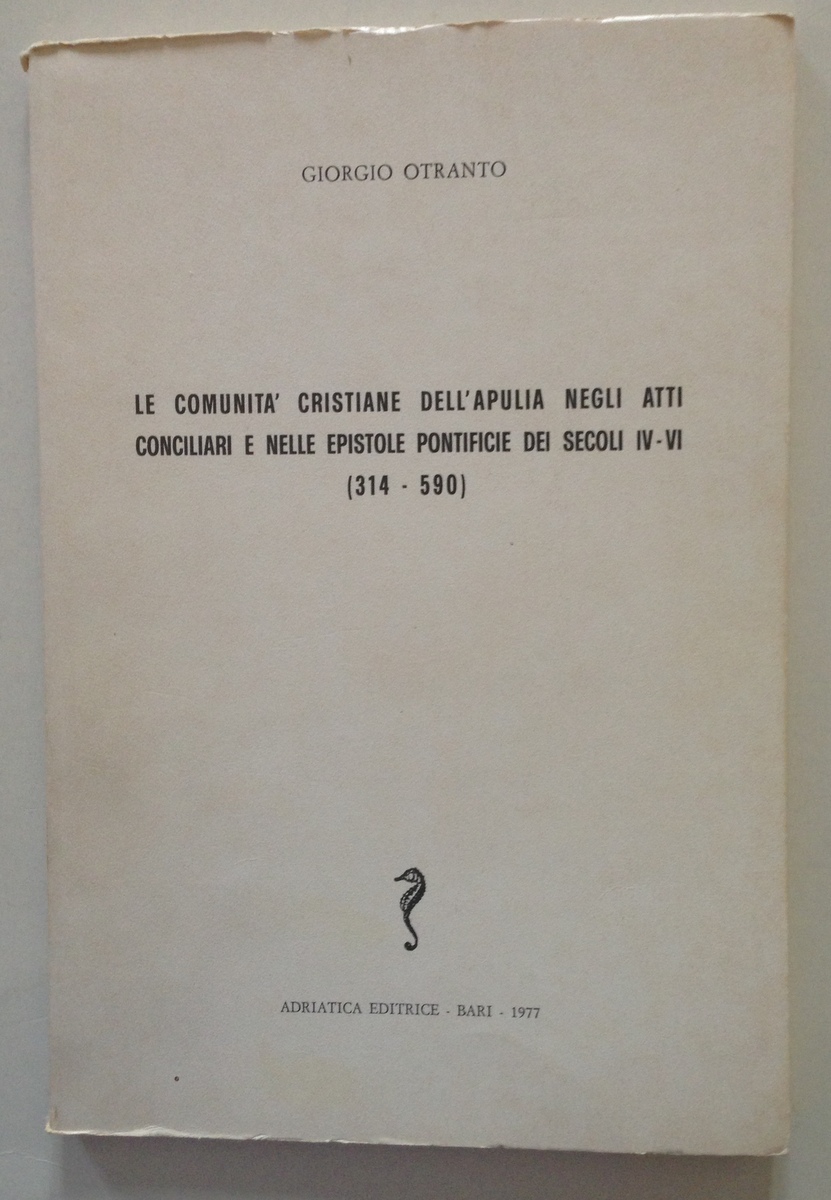 GIORGIO OTRANTO
LE COMUNITA' CRISTIANE DELL'APULIA NEGLI ATTI
CONCILIARI E NELLE EPISTOLE PONTIFICIE DEI SECOLI IV-VI
(314 - 590)
ADRIATICA EDITRICE - BARI - 1977